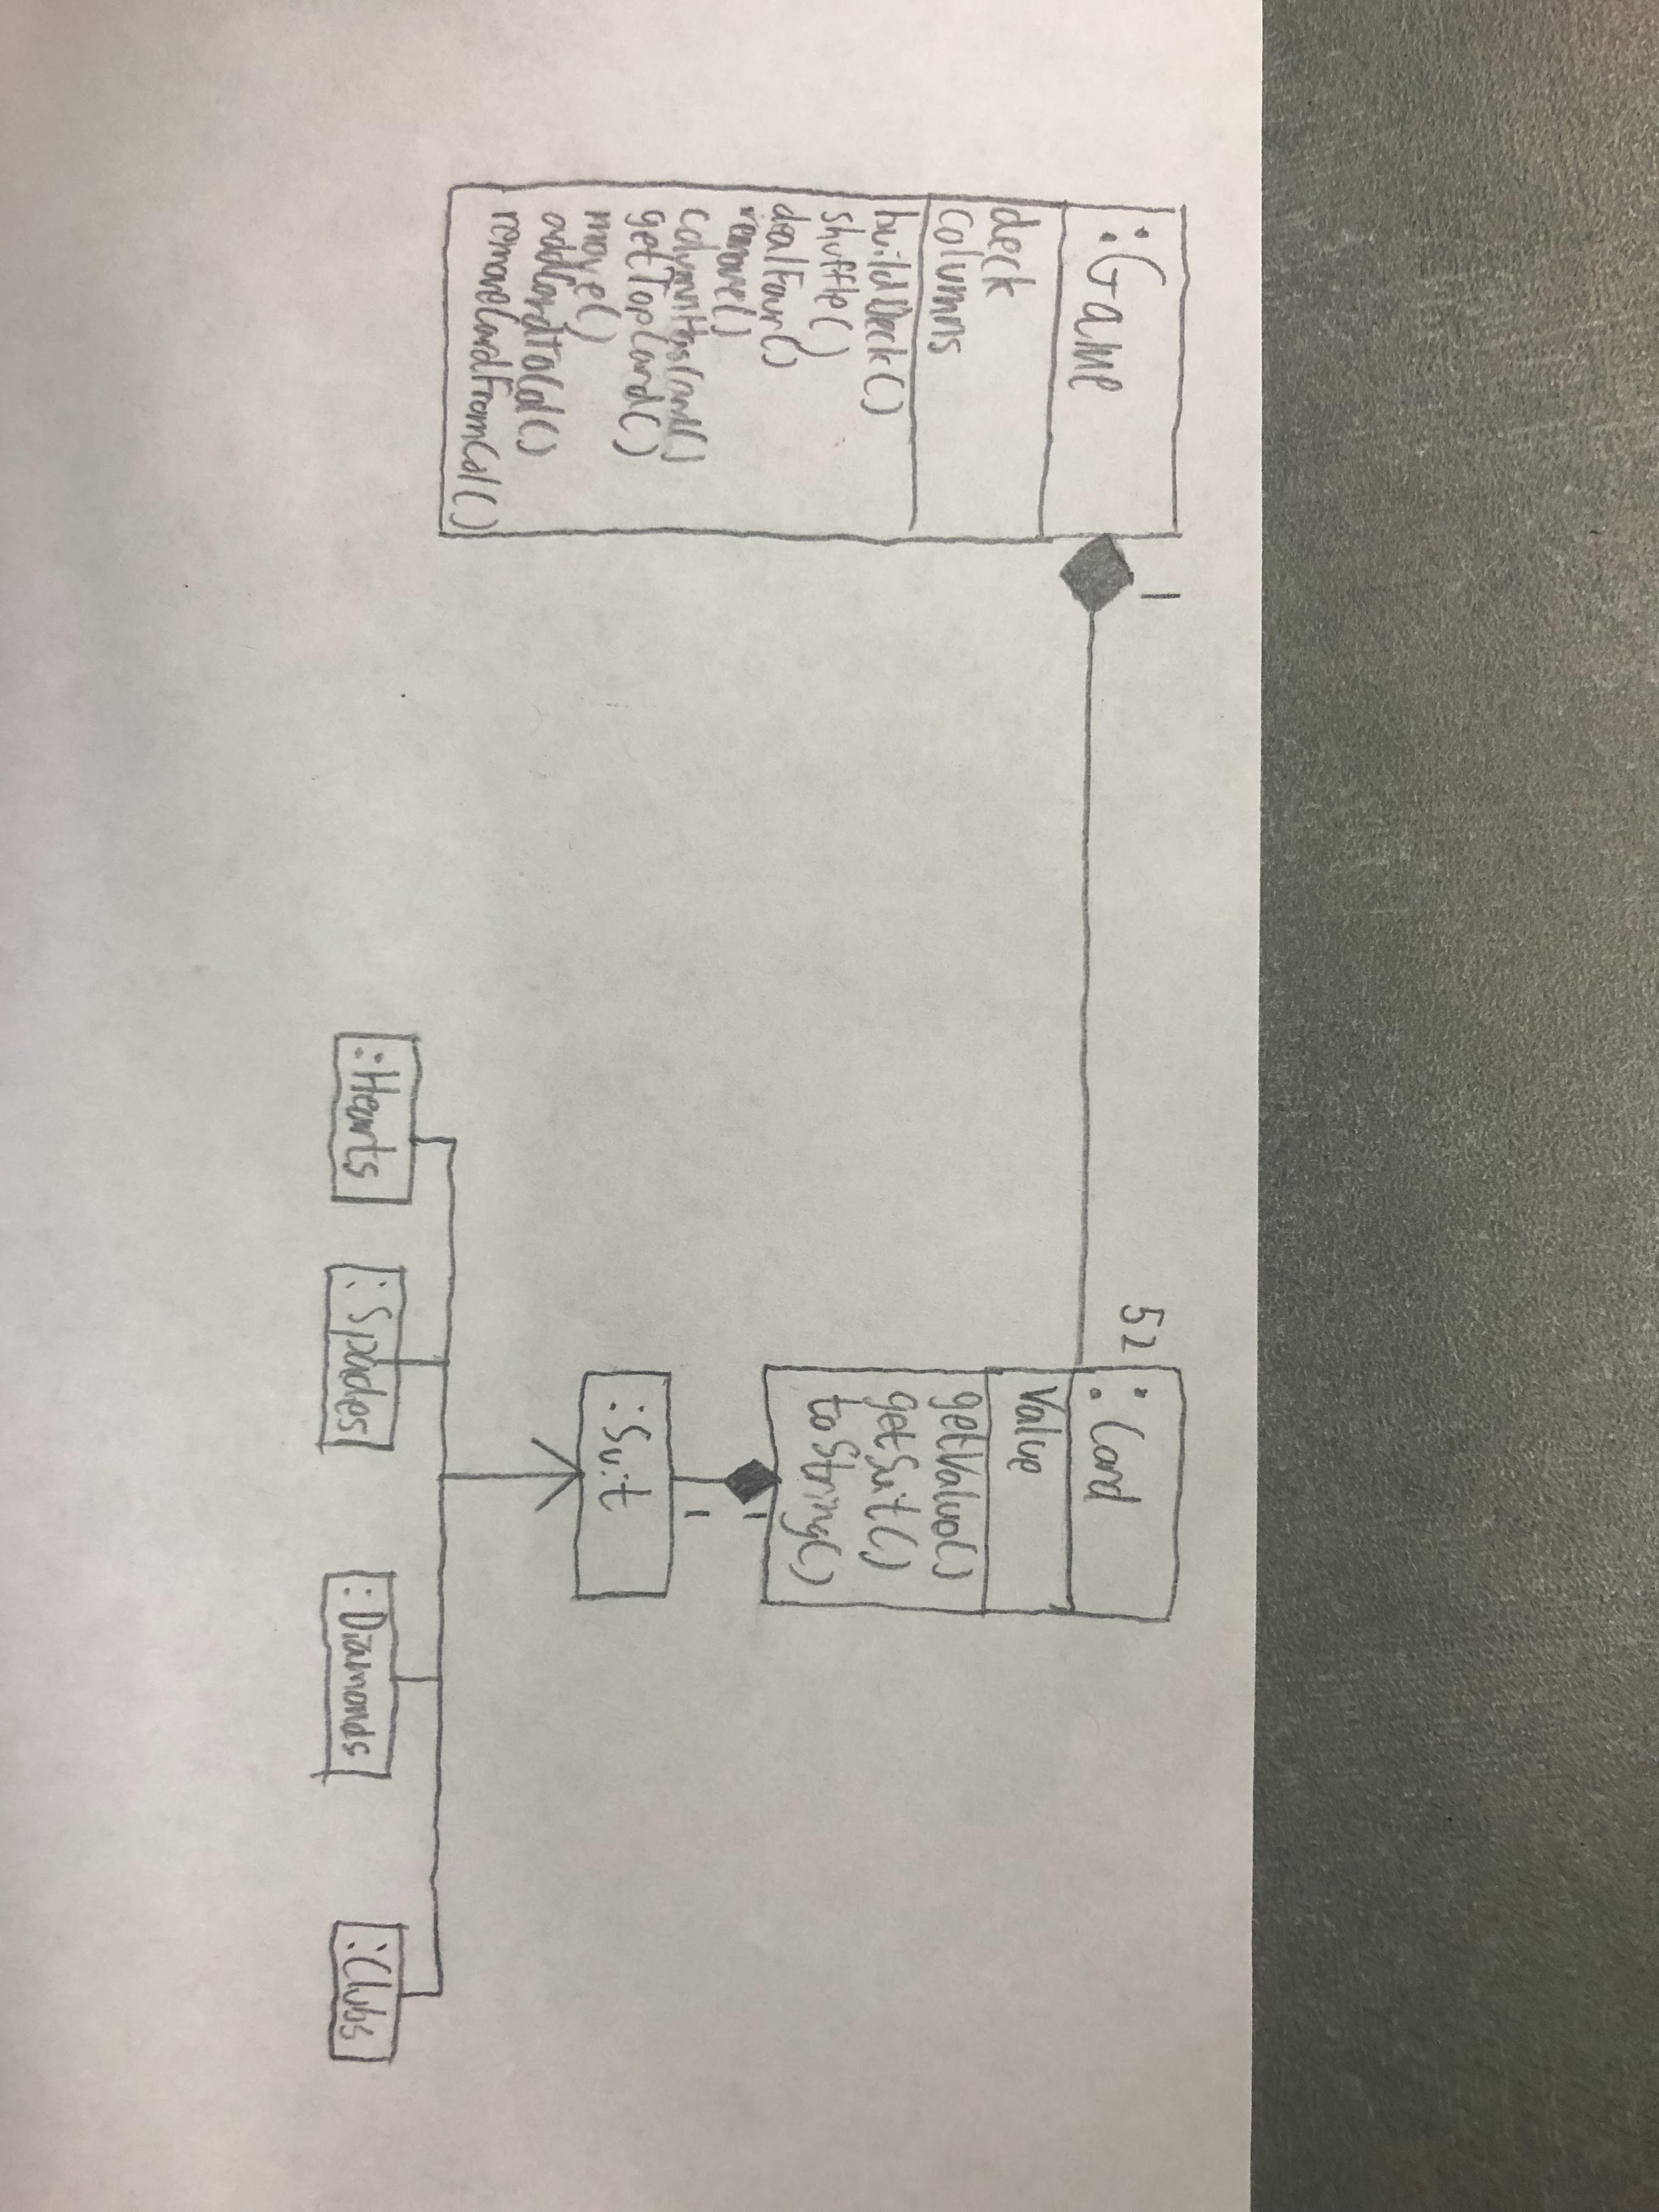 :Game
deck
columns
buildDeck()
shuffle()
dealFour()
remove()
columnHasCard()
getTopCard()
move()
addCardToCol()
removeCardFromCol()
1
52
:Card
Value
getValue()
getSuit()
toString()
1
1
:Suit
:Hearts
:Spades
:Diamonds
:Clubs